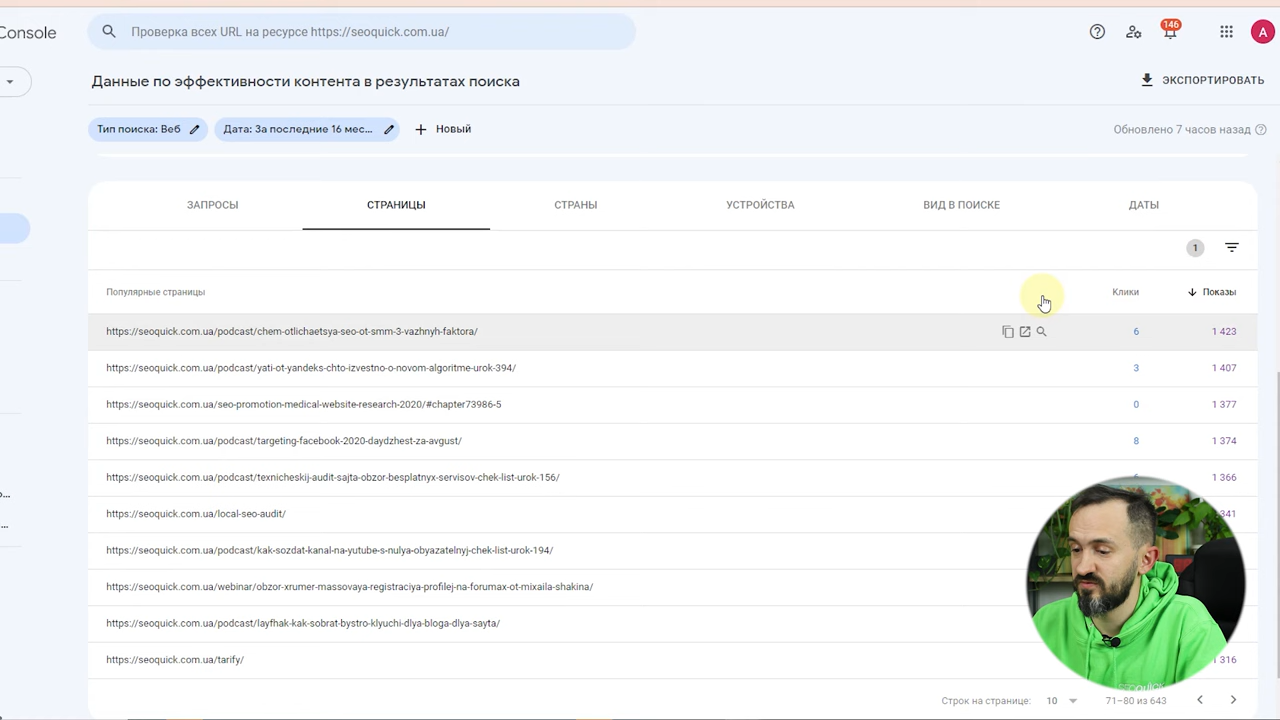 Console
Проверка всех URL на ресурсе https://seoquick.com.ua/
146
A
Данные по эффективности контента в результатах поиска
ЭКСПОРТИРОВАТЬ
Тип поиска: Веб
Дата: За последние 16 мес...
Новый
Обновлено 7 часов назад
ЗАПРОСЫ
СТРАНИЦЫ
СТРАНЫ
УСТРОЙСТВА
ВИД В ПОИСКЕ
ДАТЫ
1
Популярные страницы
Клики
Показы
https://seoquick.com.ua/podcast/chem-otlichaetsya-seo-ot-smm-3-vazhnyh-faktora/
6
1 423
https://seoquick.com.ua/podcast/yati-ot-yandeks-chto-izvestno-o-novom-algoritme-urok-394/
3
1 407
https://seoquick.com.ua/seo-promotion-medical-website-research-2020/#chapter73986-5
0
1 377
https://seoquick.com.ua/podcast/targeting-facebook-2020-daydzhest-za-avgust/
8
1 374
https://seoquick.com.ua/podcast/texnicheskij-audit-sajta-obzor-besplatnyx-servisov-chek-list-urok-156/
1 366
https://seoquick.com.ua/local-seo-audit/
341
https://seoquick.com.ua/podcast/kak-sozdat-kanal-na-yutube-s-nulya-obyazatelnyj-chek-list-urok-194/
https://seoquick.com.ua/webinar/obzor-xrumer-massovaya-registraciya-profilej-na-forumax-ot-mixaila-shakina/
https://seoquick.com.ua/podcast/layfhak-kak-sobrat-bystro-klyuchi-dlya-bloga-dlya-sayta/
https://seoquick.com.ua/tarify/
1 316
Строк на странице:
10
71–80 из 643